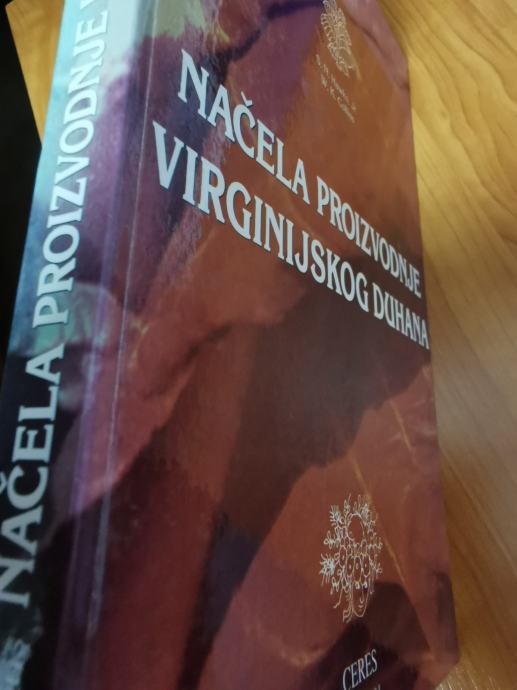 NAČELA PROIZVODNJE
VIRGINIJSKOG DUHANA
CERES
NAČELA PROIZVODNJE